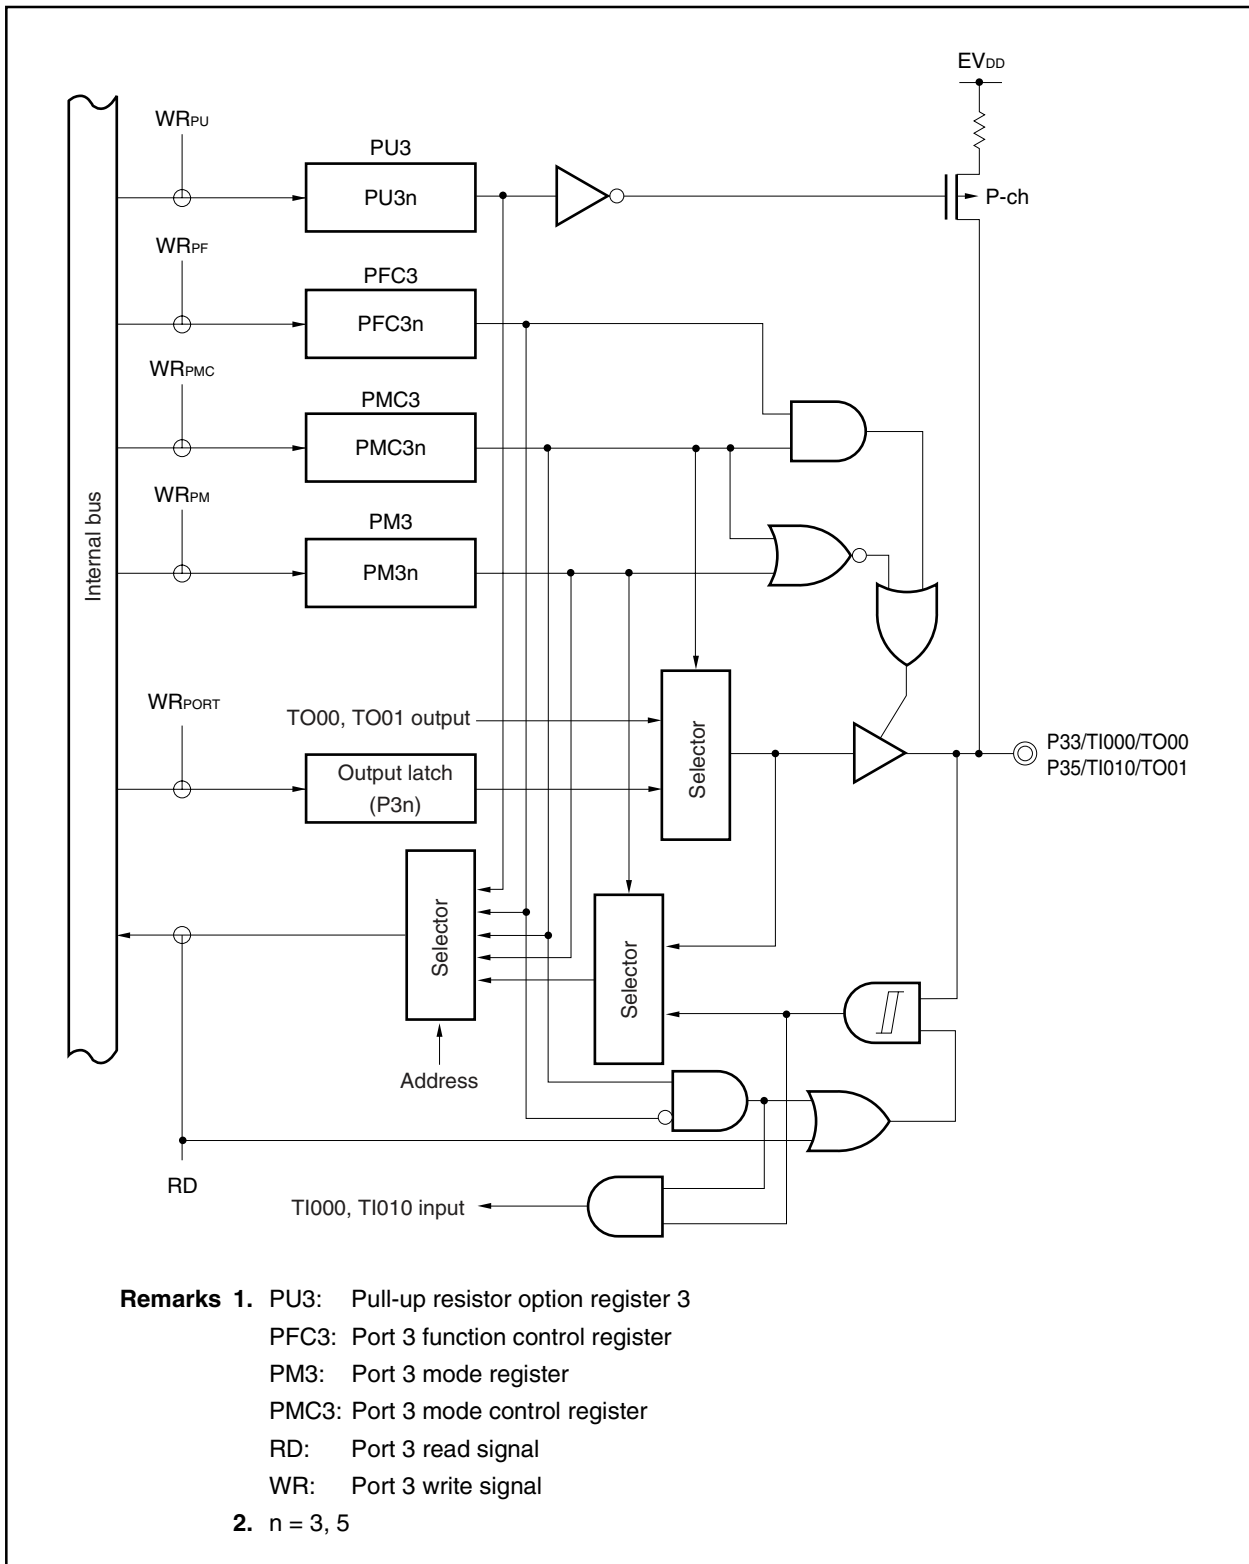 EVDD
WRPU
PU3
PU3n
P-ch
WRPF
PFC3
PFC3n
WRPMC
PMC3
PMC3n
WRPM
PM3
PM3n
Internal bus
WRPORT
TO00, TO01 output
Output latch
(P3n)
Selector
P33/TI000/TO00
P35/TI010/TO01
Selector
Selector
Address
RD
TI000, TI010 input
Remarks 1. PU3: Pull-up resistor option register 3
PFC3: Port 3 function control register
PM3: Port 3 mode register
PMC3: Port 3 mode control register
RD: Port 3 read signal
WR: Port 3 write signal
2. n = 3, 5